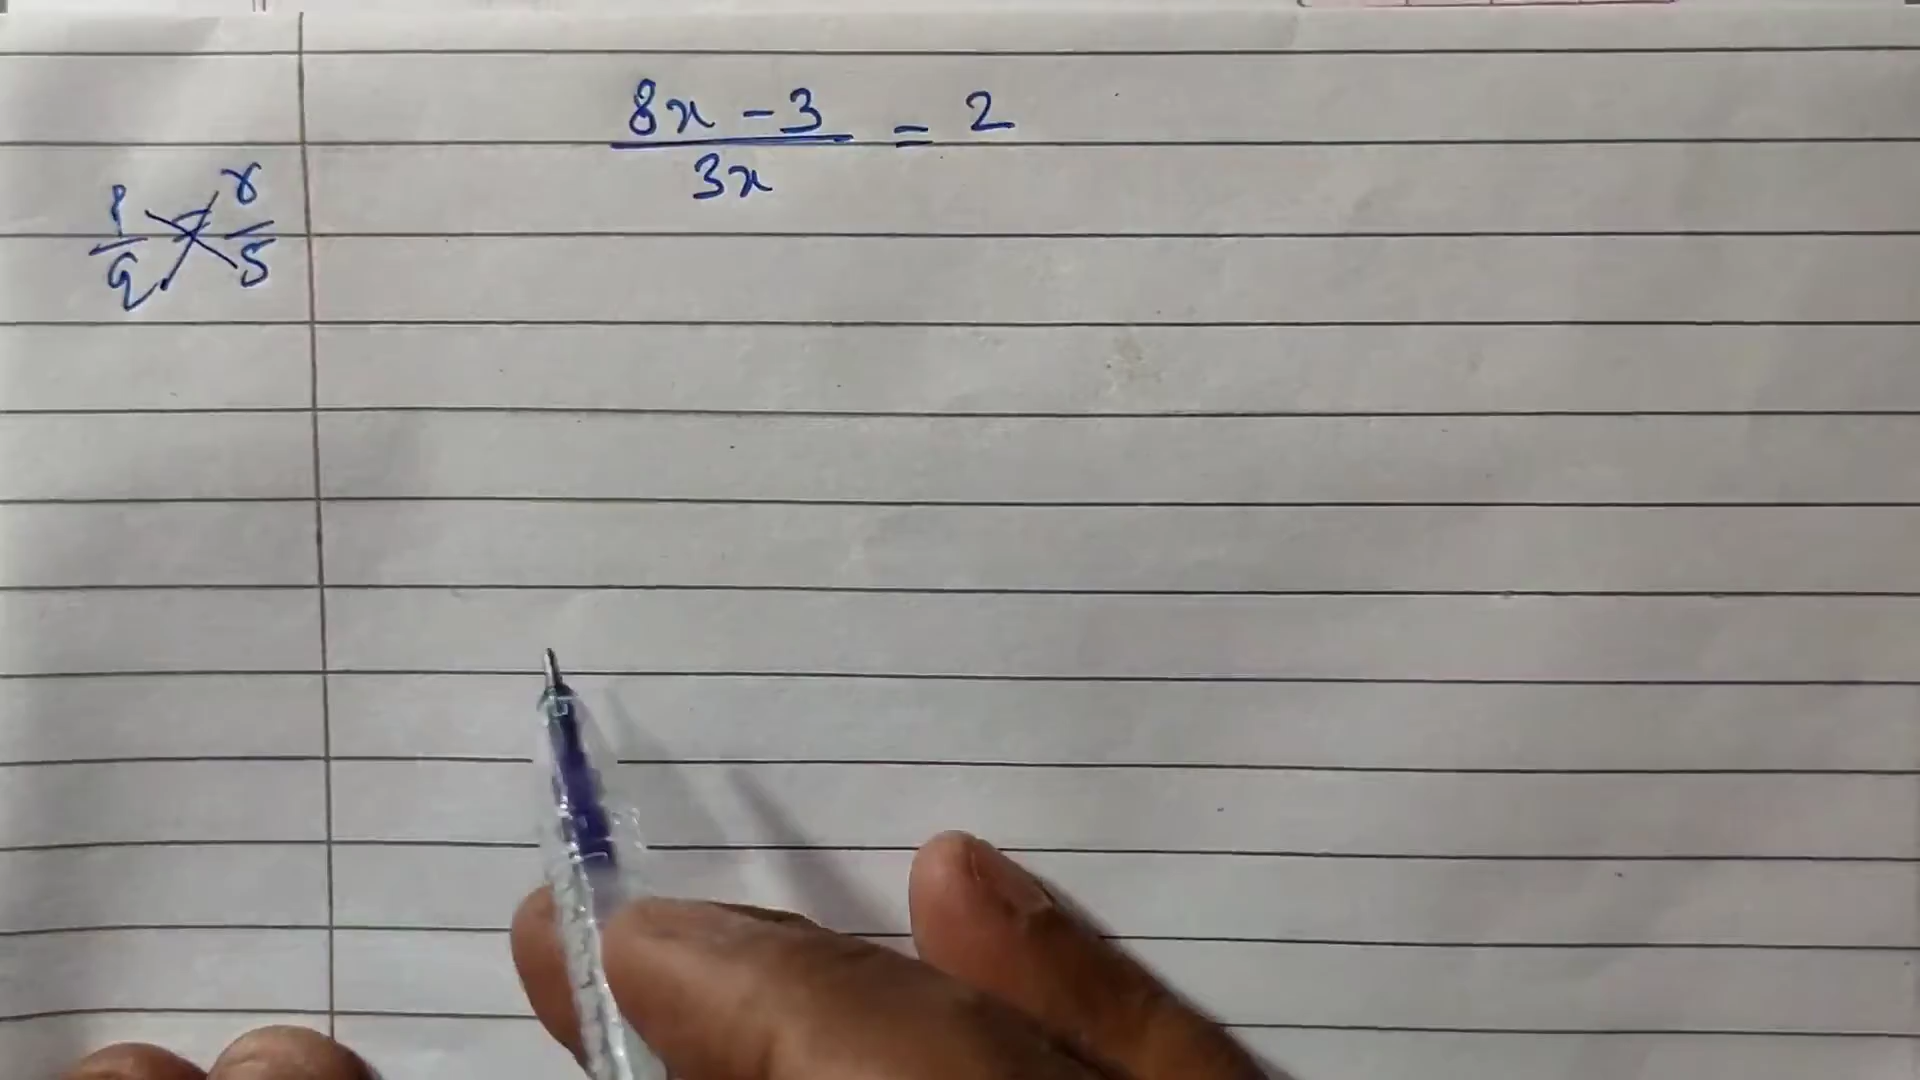 8x - 3 / 3x = 2
p/q = r/s